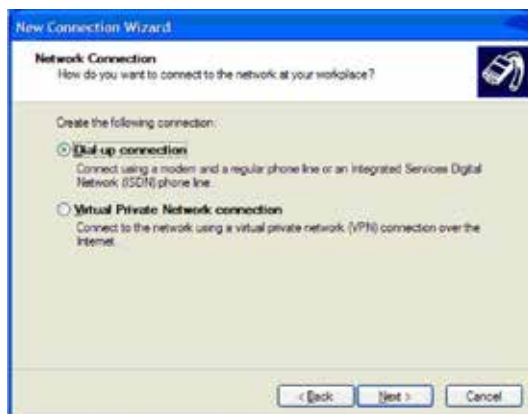 New Connection Wizard
Network Connection
How do you want to connect to the network at your workplace?
Create the following connection:
Dial-up connection
Connect using a modem and a regular phone line or an Integrated Services Digital
Network (ISDN) phone line.
Virtual Private Network connection
Connect to the network using a virtual private network (VPN) connection over the
Internet.
< Back Next > Cancel